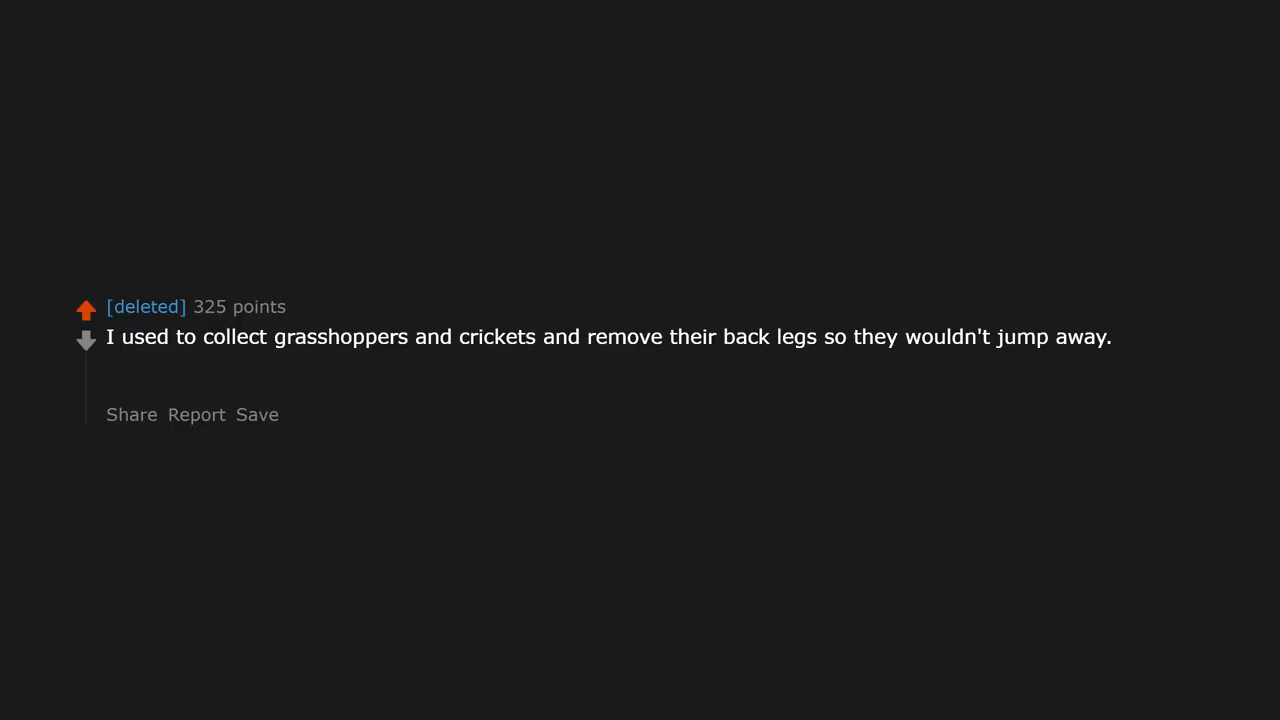 [deleted] 325 points
I used to collect grasshoppers and crickets and remove their back legs so they wouldn't jump away.
Share Report Save